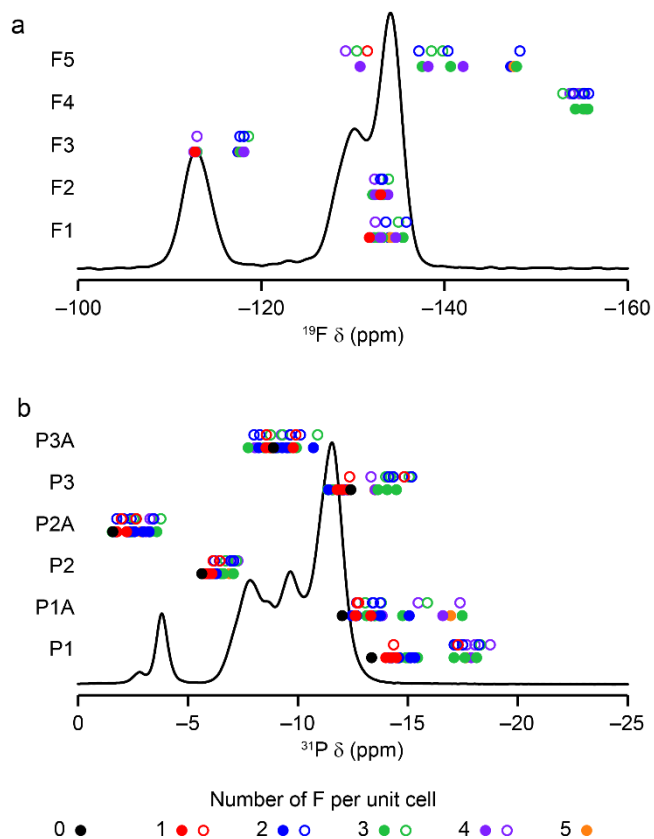 a
F5
F4
F3
F2
F1
–100 –120 –140 –160
¹⁹F δ (ppm)
b
P3A
P3
P2A
P2
P1A
P1
0 –5 –10 –15 –20 –25
³¹P δ (ppm)
Number of F per unit cell
0 1 2 3 4 5